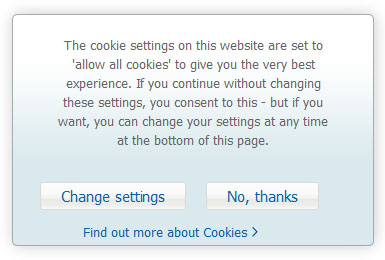 The cookie settings on this website are set to
'allow all cookies' to give you the very best
experience. If you continue without changing
these settings, you consent to this - but if you
want, you can change your settings at any time
at the bottom of this page.
Change settings
No, thanks
Find out more about Cookies >